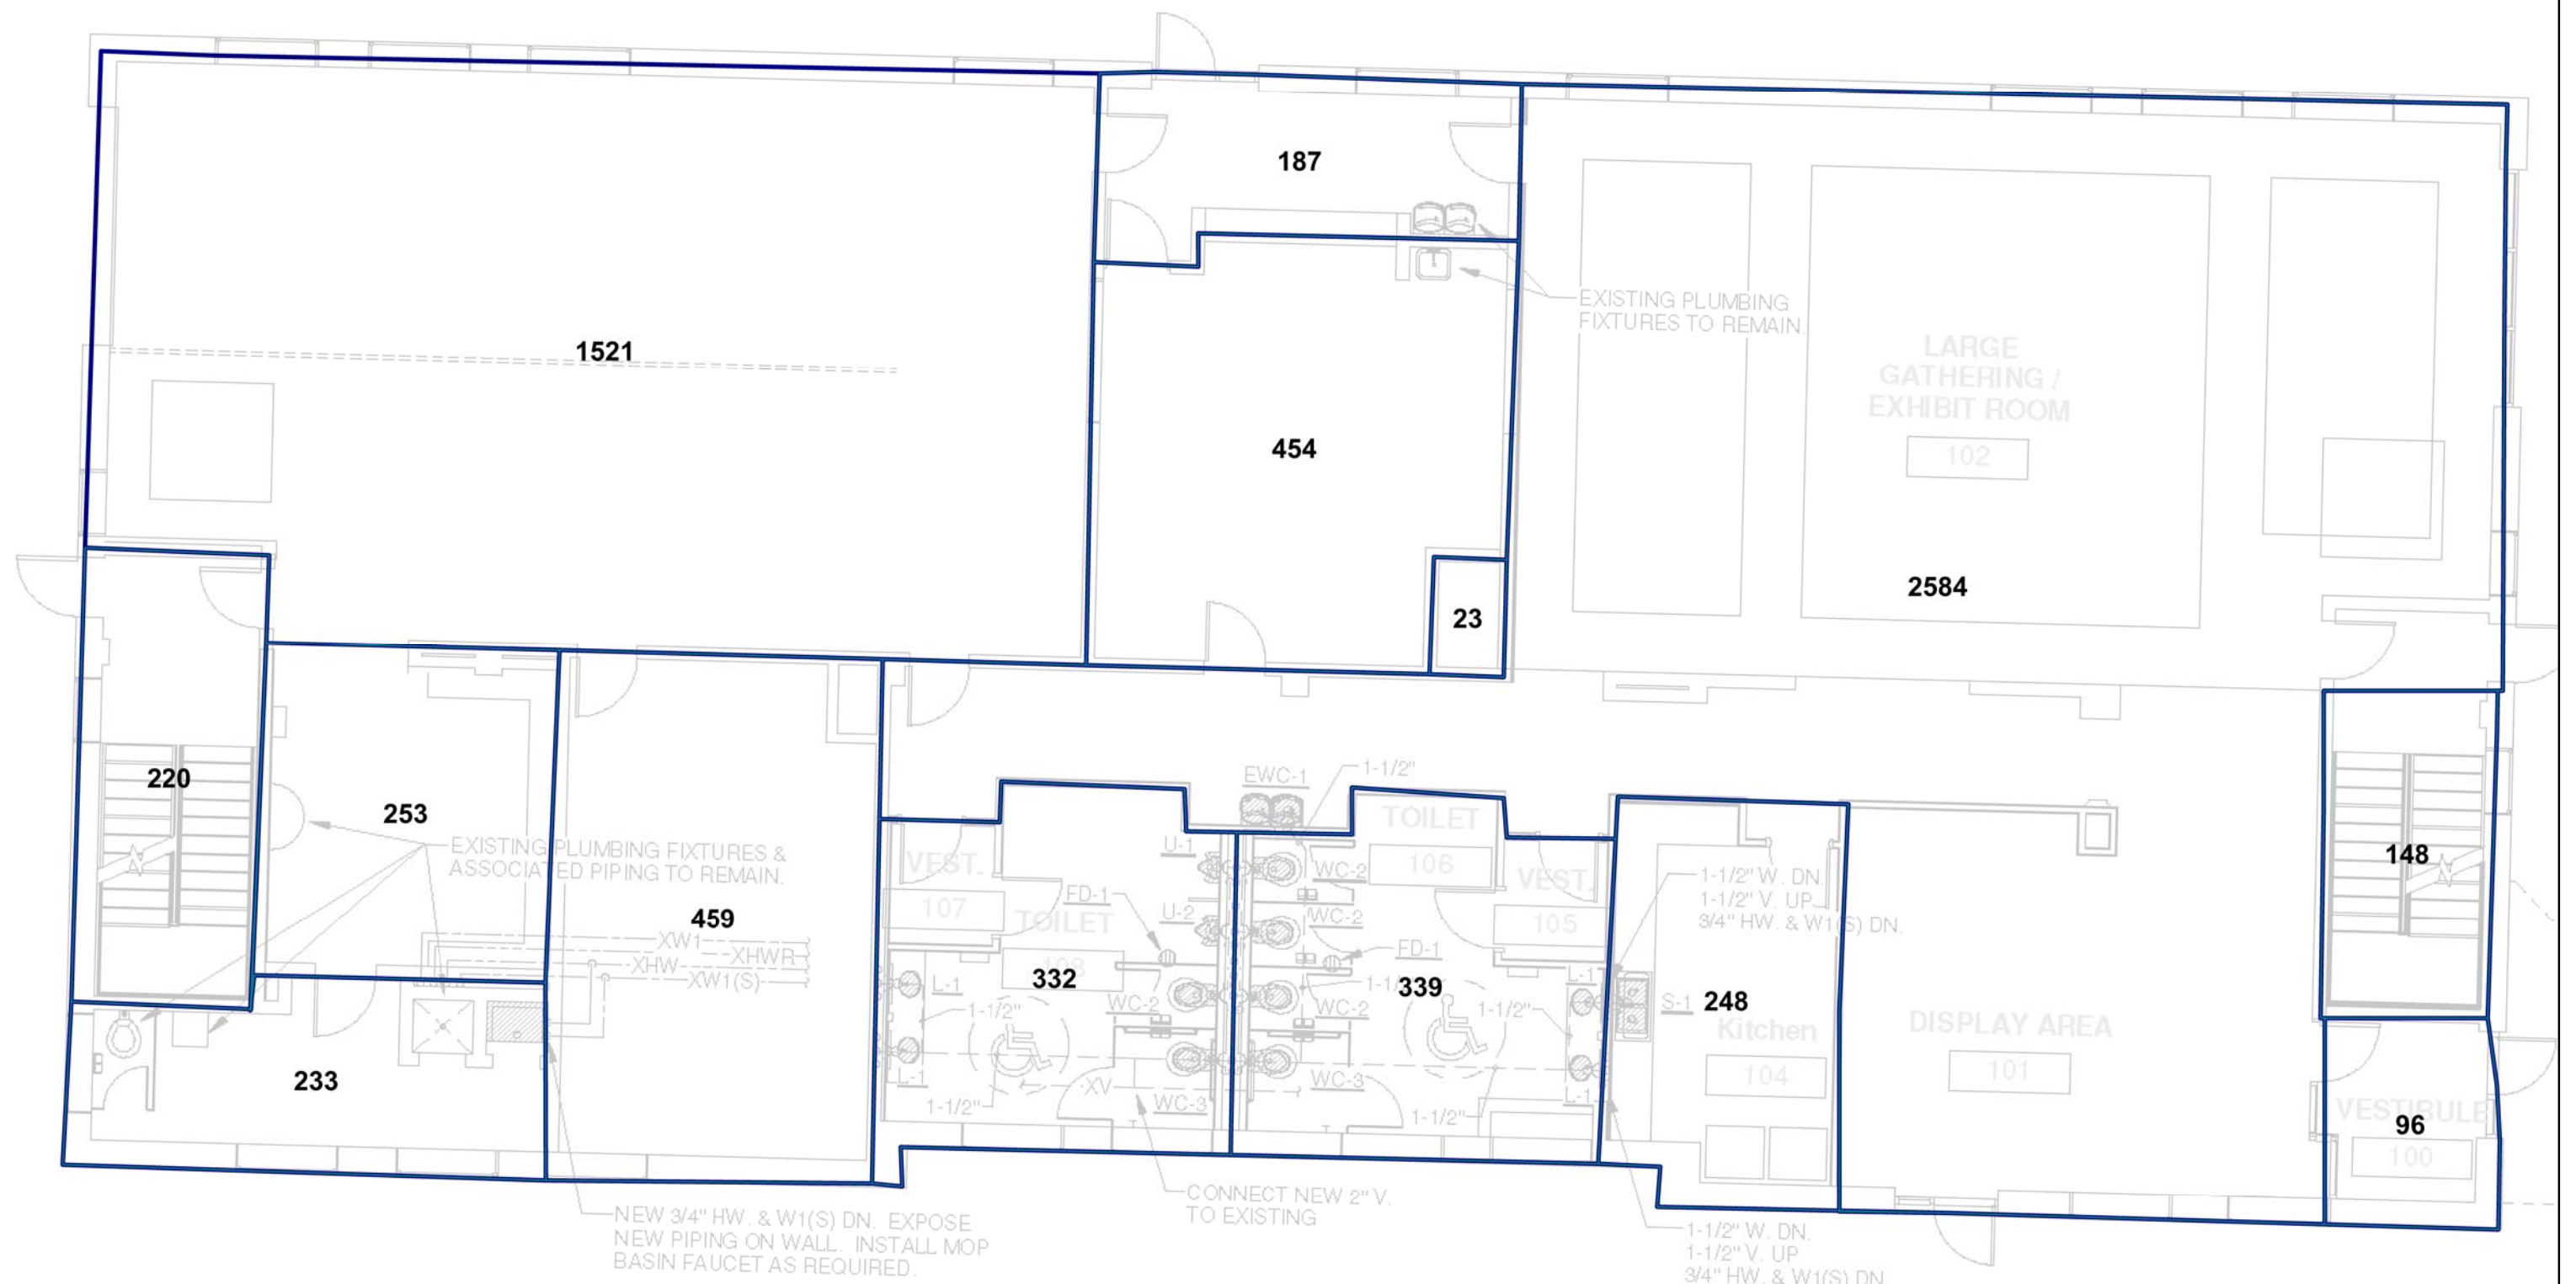 187
EXISTING PLUMBING
FIXTURES TO REMAIN.
LARGE
GATHERING /
EXHIBIT ROOM
102
1521
454
2584
23
EWC-1
1-1/2"
220
253
EXISTING PLUMBING FIXTURES &
ASSOCIATED PIPING TO REMAIN.
459
XW1
XHWR
XHW
XW1(S)
233
VEST.
107
TOILET
108
332
U-1
U-2
FD-1
L-1
1-1/2"
WC-2
L-1
XV
WC-3
1-1/2"
TOILET
106
WC-2
WC-2
VEST.
105
FD-1
1-1/2"
339
WC-2
1-1/2"
WC-3
1-1/2"
L-1
L-1
1-1/2" W. DN.
1-1/2" V. UP
3/4" HW. & W1(S) DN.
S-1
248
Kitchen
104
DISPLAY AREA
101
148
VESTIBULE
96
100
CONNECT NEW 2" V.
TO EXISTING
NEW 3/4" HW. & W1(S) DN. EXPOSE
NEW PIPING ON WALL. INSTALL MOP
BASIN FAUCET AS REQUIRED.
1-1/2" W. DN.
1-1/2" V. UP
3/4" HW. & W1(S) DN